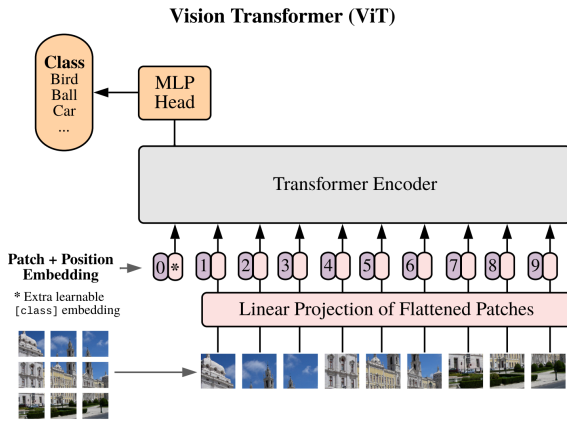 Vision Transformer (ViT)
Class
Bird
Ball
Car
...
MLP
Head
Transformer Encoder
Patch + Position
Embedding
0 * 1 2 3 4 5 6 7 8 9
* Extra learnable
[class] embedding
Linear Projection of Flattened Patches